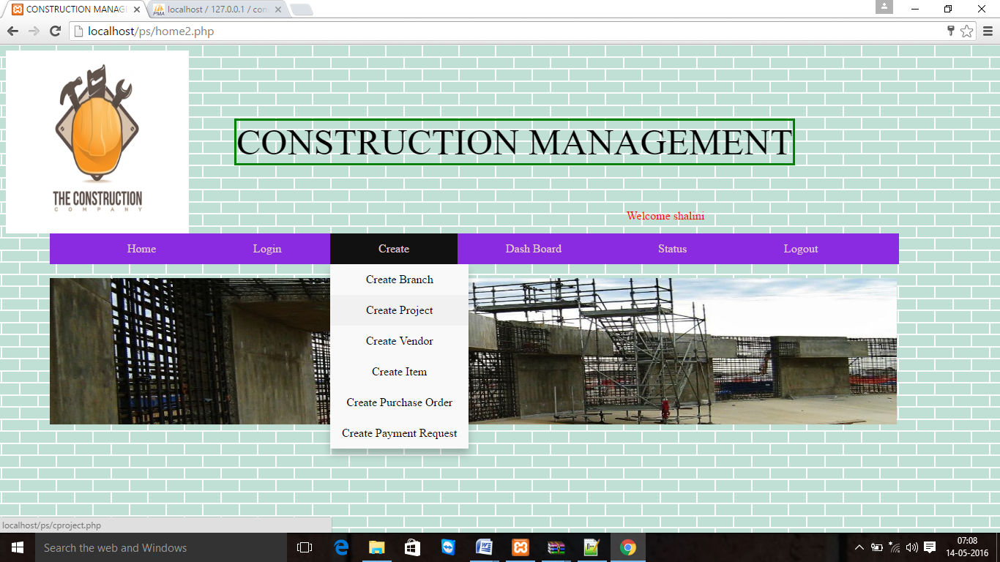 CONSTRUCTION MANAGE
localhost / 127.0.0.1 / con
localhost/ps/home2.php
THE CONSTRUCTION
COMPANY
CONSTRUCTION MANAGEMENT
Welcome shalini
Home Login Create Dash Board Status Logout
Create Branch
Create Project
Create Vendor
Create Item
Create Purchase Order
Create Payment Request
localhost/ps/cproject.php
Search the web and Windows
07:08
14-05-2016